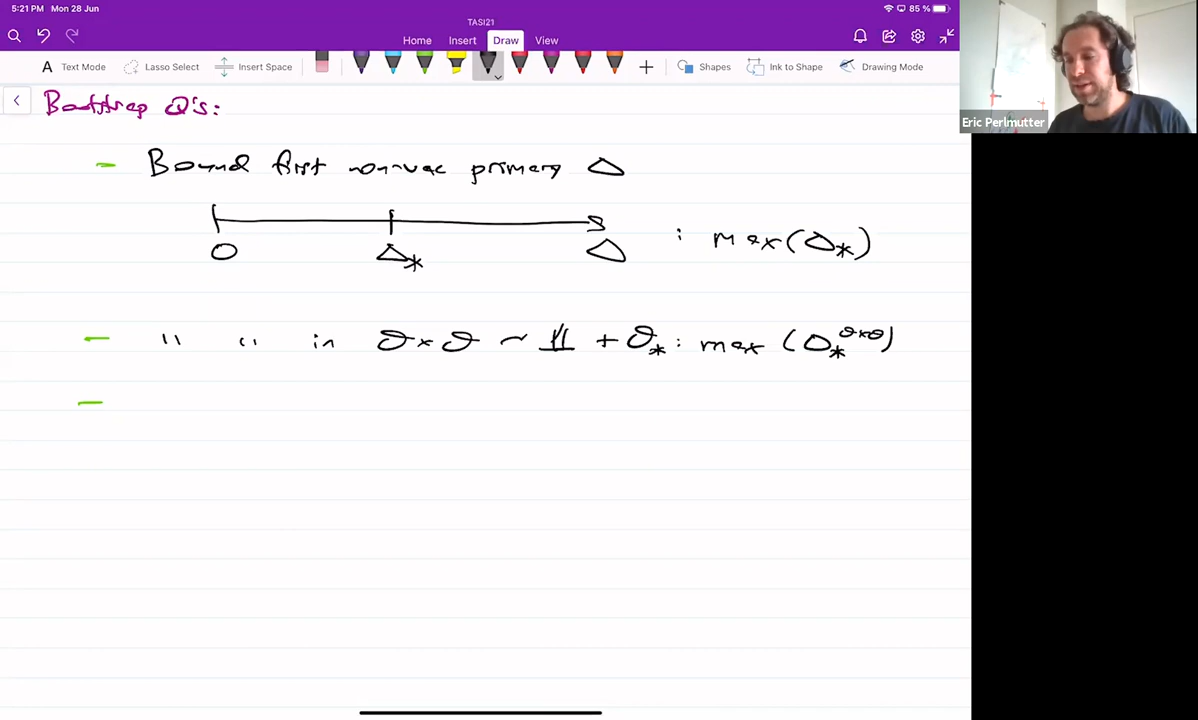 5:21 PM Mon 28 Jun
85 %
TASI21
Home Insert Draw View
Text Mode Lasso Select Insert Space Shapes Ink to Shape Drawing Mode
Eric Perlmutter
Bootstrap Q's:
- Bound first non-vac primary Δ
0 Δ* Δ : max(Δ*)
- " " in O×O ~ 𝟙 + O* : max(Δ*^{O×O})
-